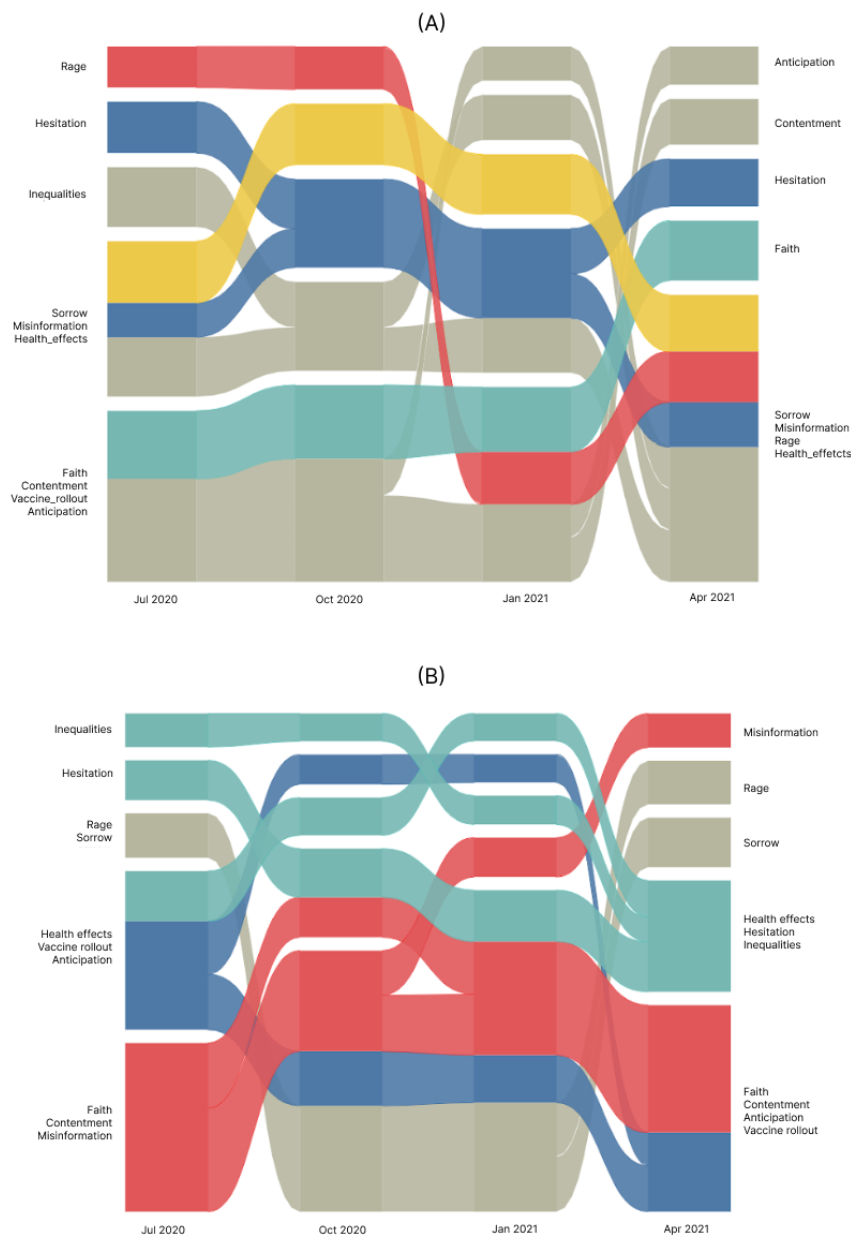 (A)
Rage
Hesitation
Inequalities
Sorrow
Misinformation
Health_effects
Faith
Contentment
Vaccine_rollout
Anticipation
Anticipation
Contentment
Hesitation
Faith
Sorrow
Misinformation
Rage
Health_effetcts
Jul 2020
Oct 2020
Jan 2021
Apr 2021
(B)
Inequalities
Hesitation
Rage
Sorrow
Health effects
Vaccine rollout
Anticipation
Faith
Contentment
Misinformation
Misinformation
Rage
Sorrow
Health effects
Hesitation
Inequalities
Faith
Contentment
Anticipation
Vaccine rollout
Jul 2020
Oct 2020
Jan 2021
Apr 2021